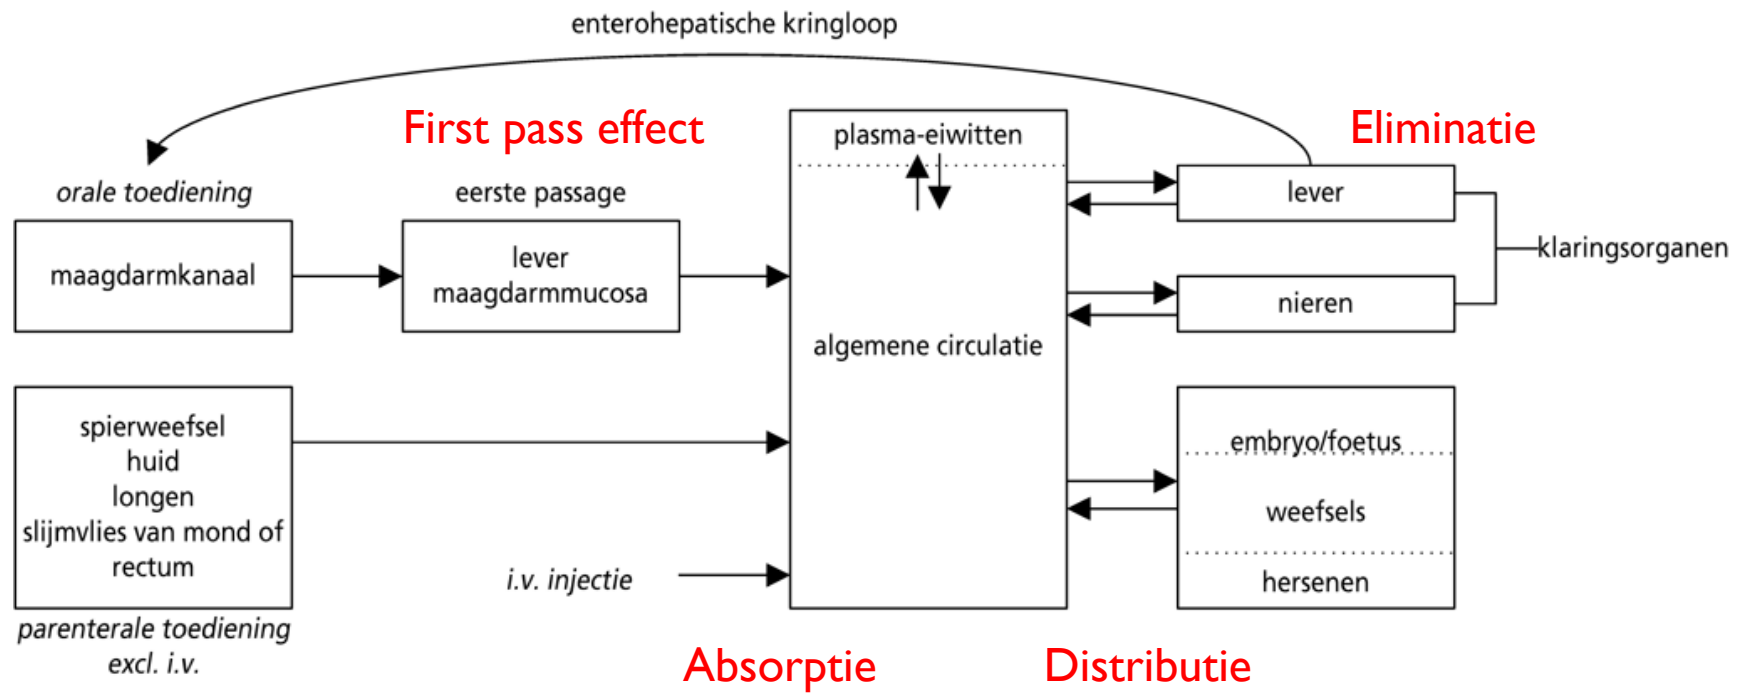 enterohepatische kringloop
First pass effect
Eliminatie
orale toediening
maagdarmkanaal
eerste passage
lever
maagdarmmucosa
plasma-eiwitten
algemene circulatie
lever
nieren
klaringsorganen
spierweefsel
huid
longen
slijmvlies van mond of
rectum
parenterale toediening
excl. i.v.
i.v. injectie
embryo/foetus
weefsels
hersenen
Absorptie
Distributie